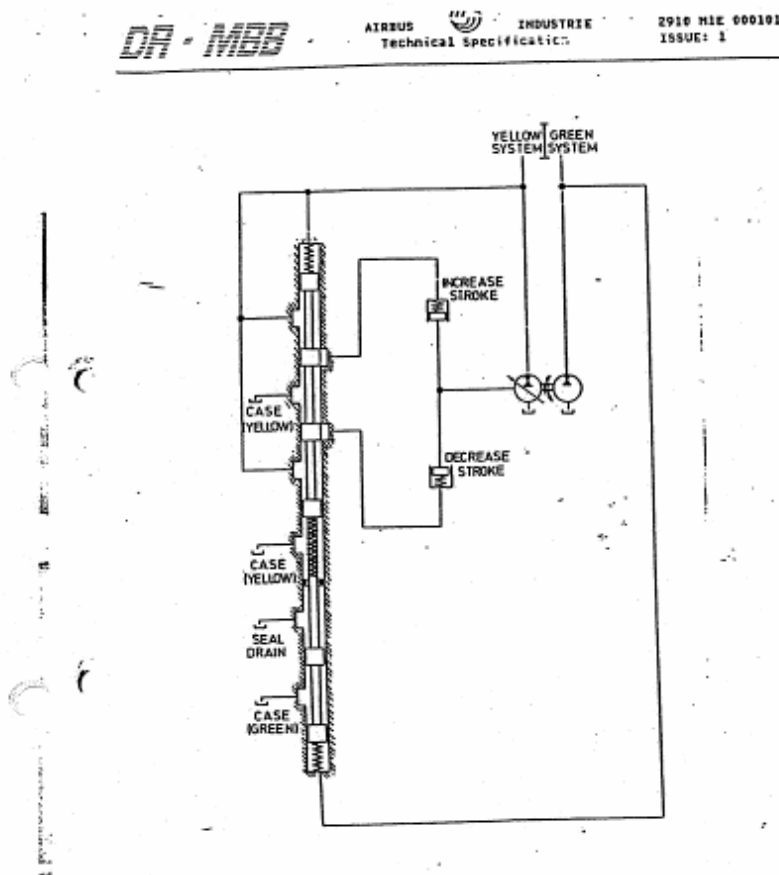 DA - MBB
AIRBUS INDUSTRIE
Technical Specification
2910 M1E 000101
ISSUE: 1
YELLOW SYSTEM
GREEN SYSTEM
INCREASE
STROKE
CASE
(YELLOW)
DECREASE
STROKE
CASE
(YELLOW)
SEAL
DRAIN
CASE
(GREEN)